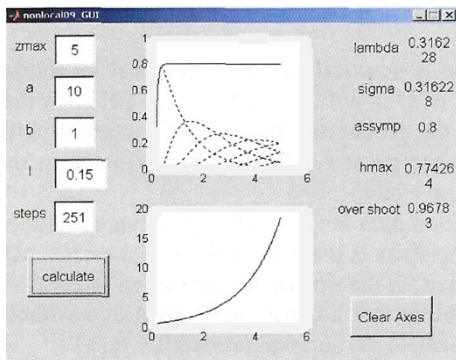 nonlocal09_GUI
zmax 5
a 10
b 1
l 0.15
steps 251
calculate
1
0.8
0.6
0.4
0.2
0
0 2 4 6
20
15
10
5
0
0 2 4 6
lambda 0.3162
28
sigma 0.31622
8
assymp 0.8
hmax 0.77426
4
over shoot 0.9678
3
Clear Axes